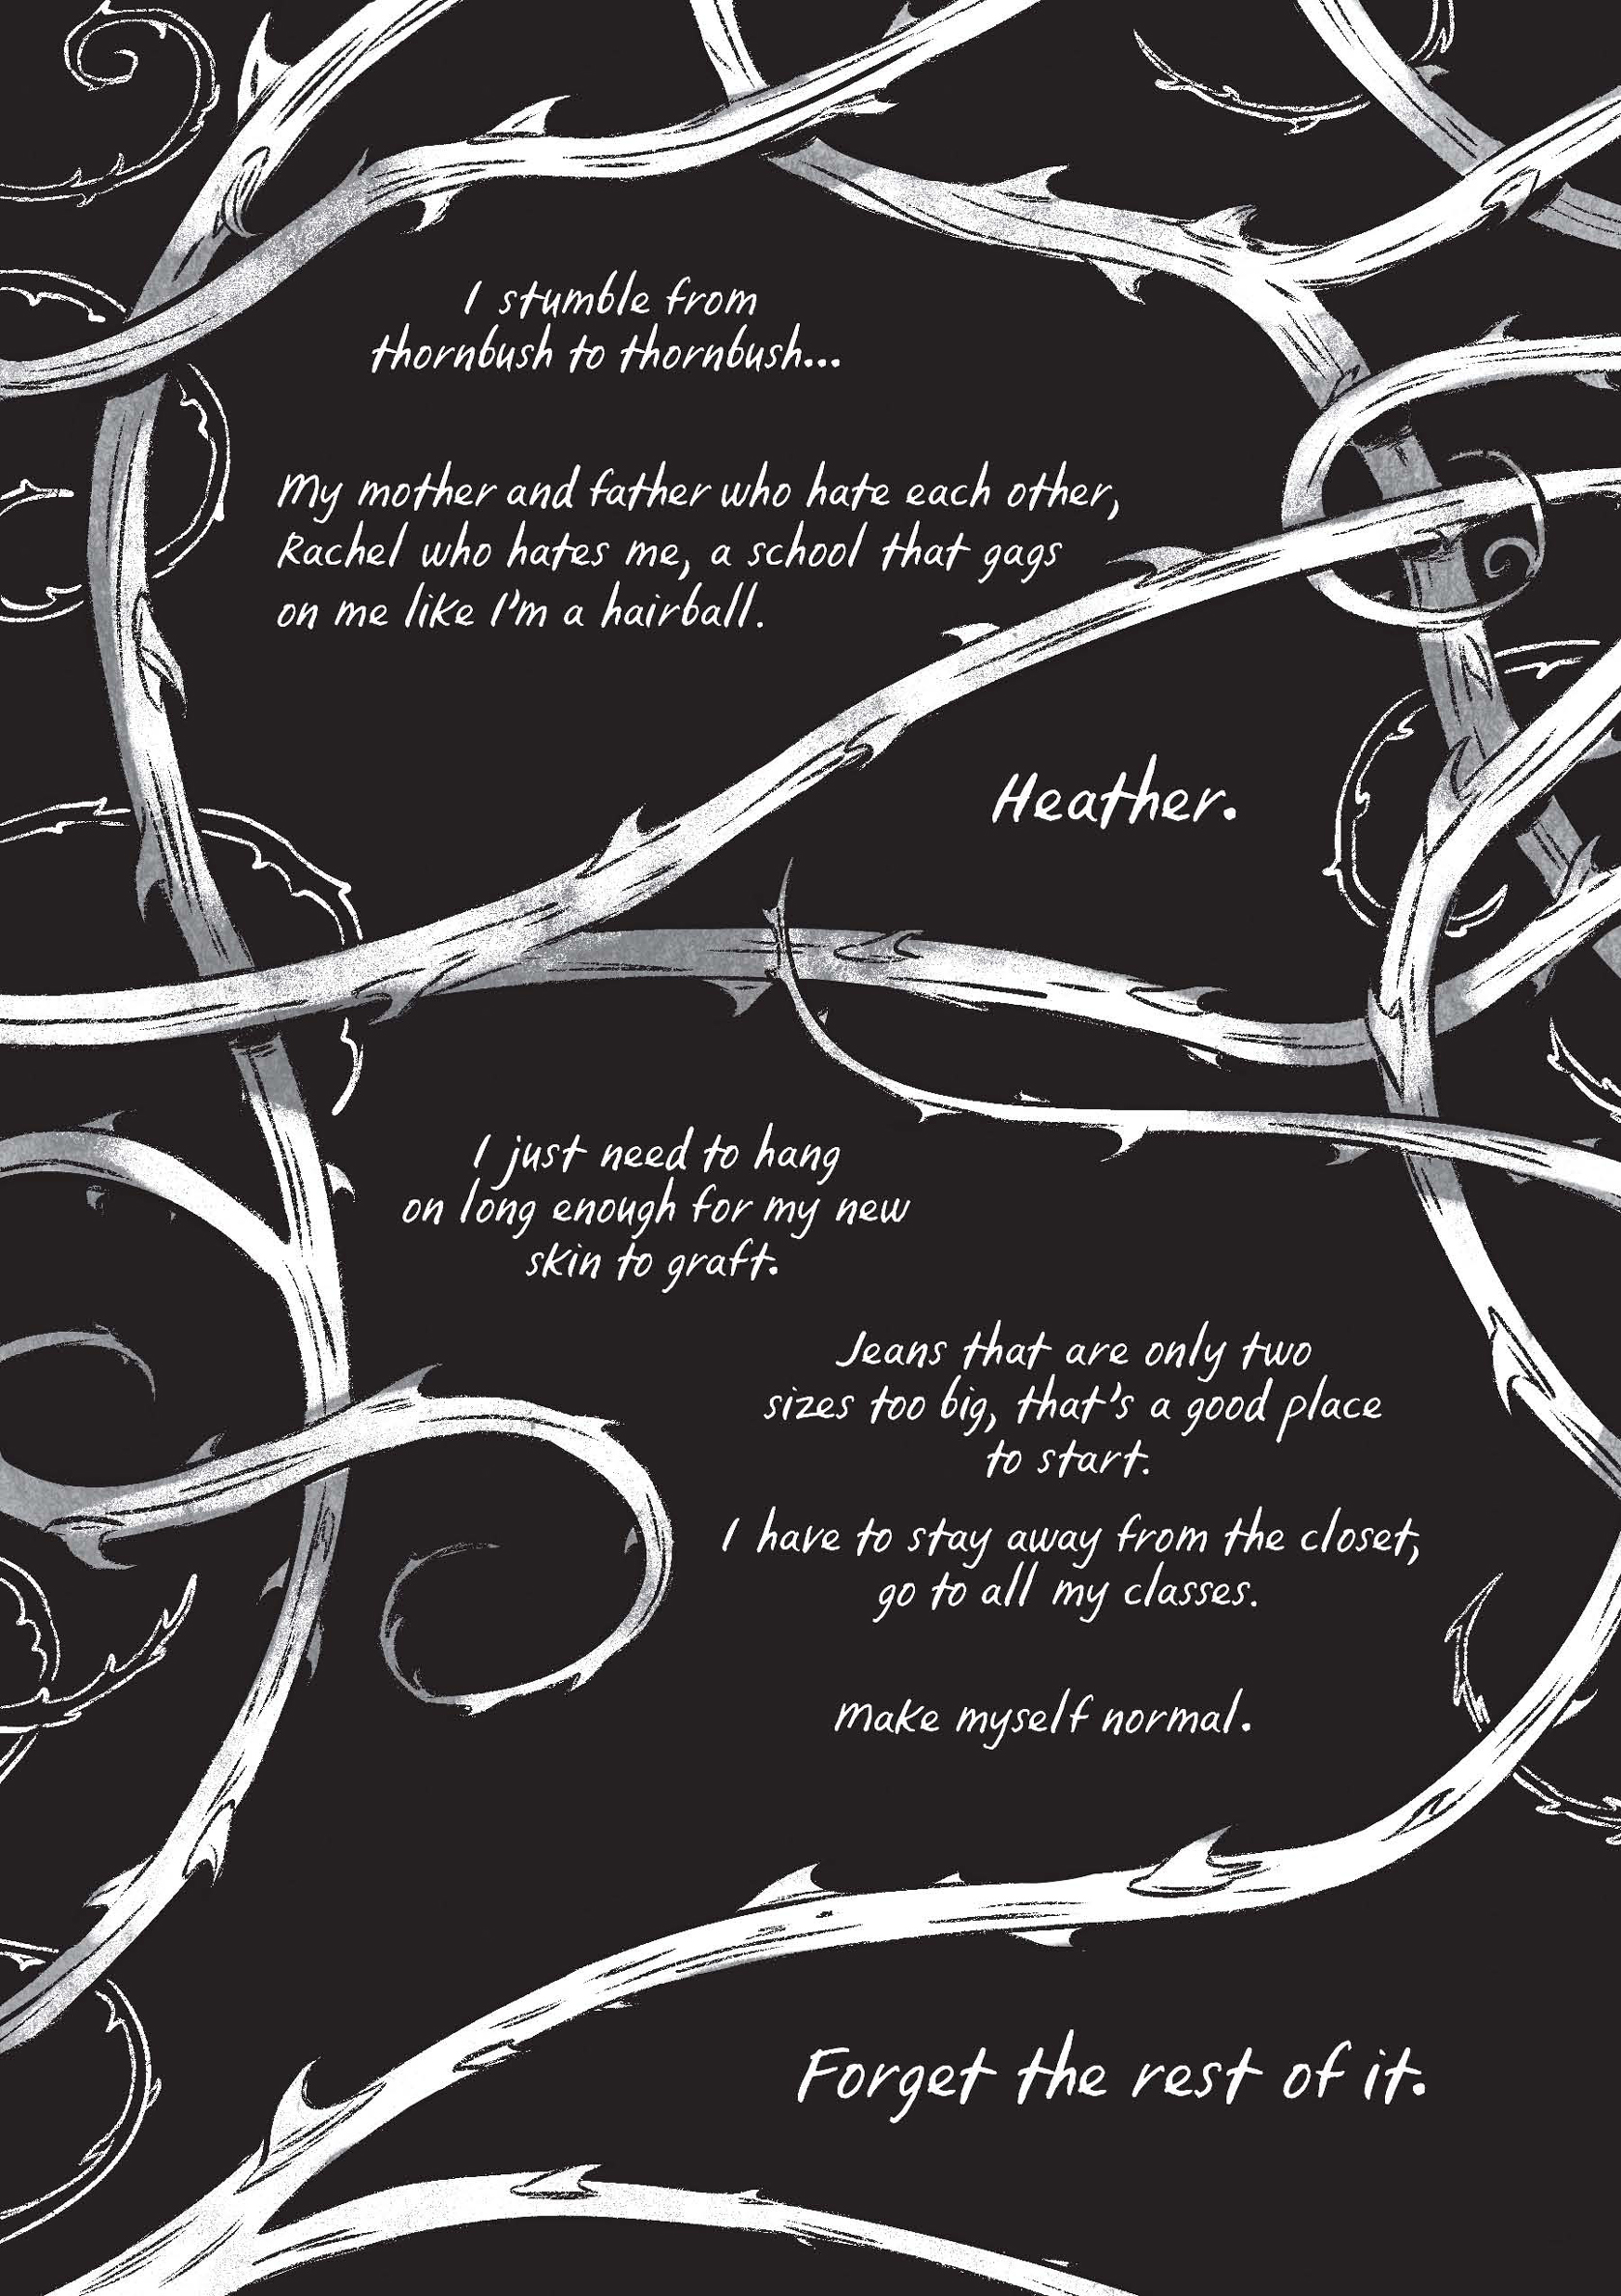 I stumble from
thornbush to thornbush...
My mother and father who hate each other,
Rachel who hates me, a school that gags
on me like I'm a hairball.
Heather.
I just need to hang
on long enough for my new
skin to graft.
Jeans that are only two
sizes too big, that's a good place
to start.
I have to stay away from the closet,
go to all my classes.
Make myself normal.
Forget the rest of it.